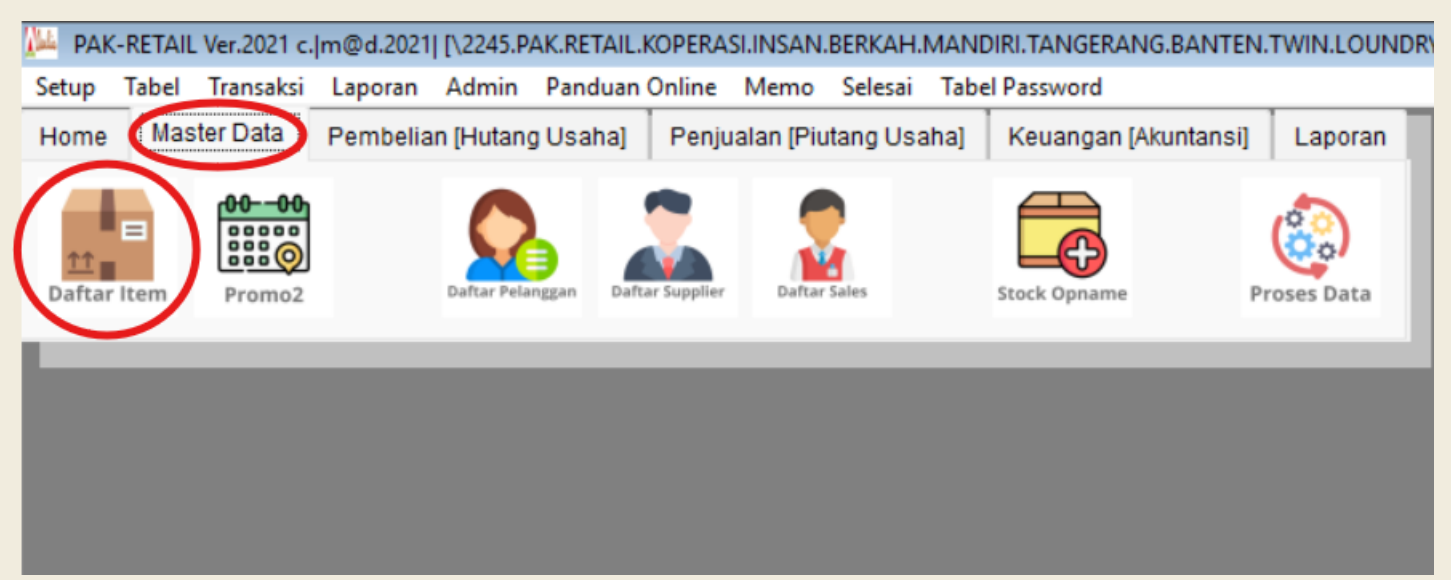 PAK-RETAIL Ver.2021 c.|m@d.2021| [\2245.PAK.RETAIL.KOPERASI.INSAN.BERKAH.MANDIRI.TANGERANG.BANTEN.TWIN.LOUNDRY
Setup Tabel Transaksi Laporan Admin Panduan Online Memo Selesai Tabel Password
Home Master Data Pembelian [Hutang Usaha] Penjualan [Piutang Usaha] Keuangan [Akuntansi] Laporan
Daftar Item Promo2 Daftar Pelanggan Daftar Supplier Daftar Sales Stock Opname Proses Data